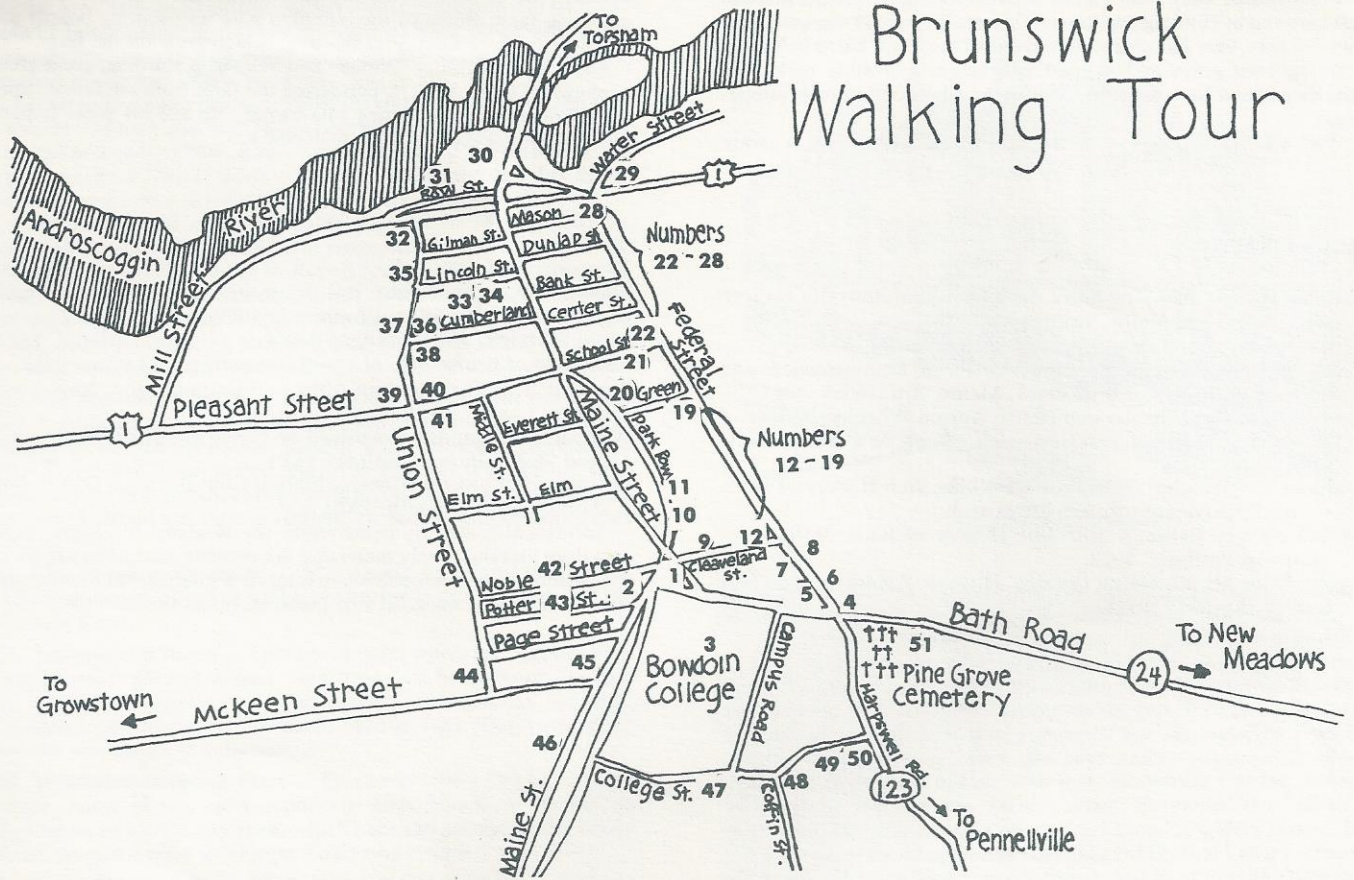 Brunswick
Walking Tour
To
Topsham
Water Street
1
30
31
Bow St.
29
Androscoggin
River
Mason
28
32
Gilman St.
Dunlap St.
Numbers
22 - 28
35
Lincoln St.
Bank St.
33 34
37 36
Cumberland
Center St.
Mill Street
Federal
Street
38
School St.
22
21
39 40
20 Green
19
Pleasant Street
1
41
Middle St.
Everett St.
Maine Street
Park Row
Numbers
12 - 19
Union Street
Elm St.
Elm
11
10
9
12
8
Noble
42
Street
1
Cleaveland
St.
7
6
2
5
4
Potter
43
St.
Page Street
3
Bowdoin
College
Campus Road
Bath Road
51
Pine Grove
Cemetery
24
To New
Meadows
44
45
To
Growstown
McKeen Street
Harpswell Rd.
46
49 50
College St.
47
48
Coffin St.
123
Maine St.
To
Pennellville